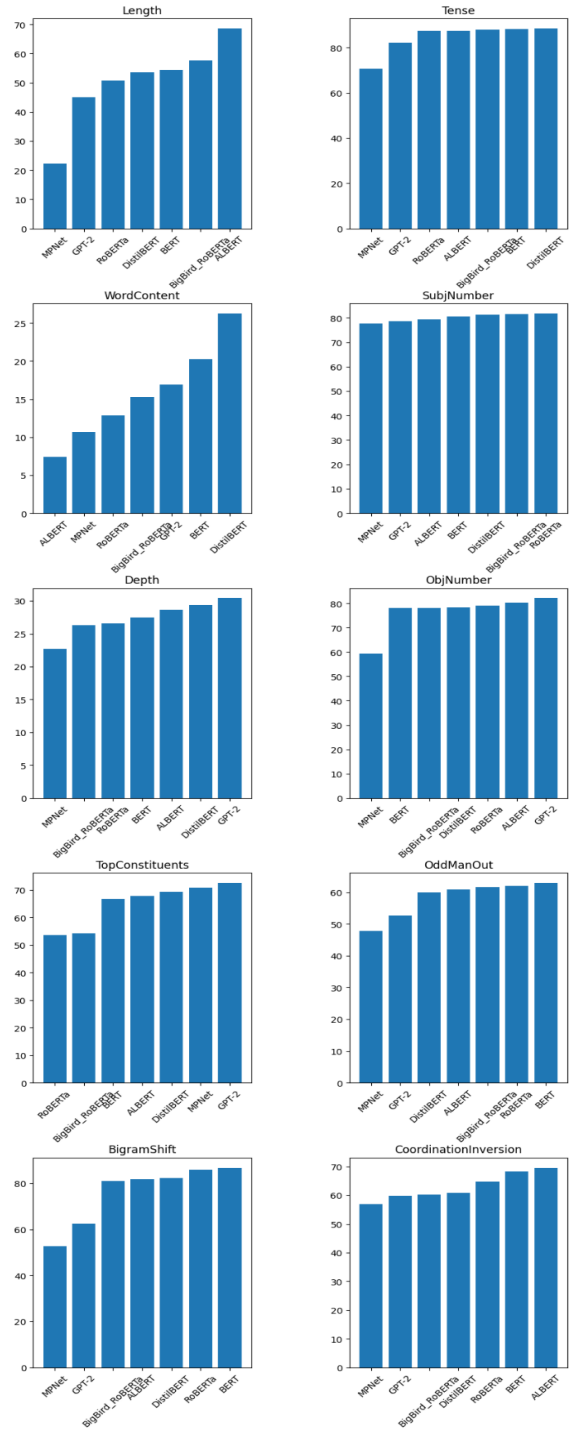 Length
70
60
50
40
30
20
10
0
MPNet
GPT-2
RoBERTa
DistilBERT
BERT
BigBird_RoBERTa
ALBERT
Tense
80
60
40
20
0
MPNet
GPT-2
RoBERTa
ALBERT
BigBird_RoBERTa
BERT
DistilBERT
WordContent
25
20
15
10
5
0
ALBERT
MPNet
RoBERTa
BigBird_RoBERTa
GPT-2
BERT
DistilBERT
SubjNumber
80
70
60
50
40
30
20
10
0
MPNet
GPT-2
ALBERT
BERT
DistilBERT
BigBird_RoBERTa
RoBERTa
Depth
30
25
20
15
10
5
0
MPNet
BigBird_RoBERTa
RoBERTa
BERT
ALBERT
DistilBERT
GPT-2
ObjNumber
80
70
60
50
40
30
20
10
0
MPNet
BERT
BigBird_RoBERTa
DistilBERT
RoBERTa
ALBERT
GPT-2
TopConstituents
70
60
50
40
30
20
10
0
RoBERTa
BigBird_RoBERTa
BERT
ALBERT
DistilBERT
MPNet
GPT-2
OddManOut
60
50
40
30
20
10
0
MPNet
GPT-2
DistilBERT
ALBERT
BigBird_RoBERTa
RoBERTa
BERT
BigramShift
80
60
40
20
0
MPNet
GPT-2
BigBird_RoBERTa
ALBERT
DistilBERT
RoBERTa
BERT
CoordinationInversion
70
60
50
40
30
20
10
0
MPNet
GPT-2
BigBird_RoBERTa
DistilBERT
RoBERTa
BERT
ALBERT